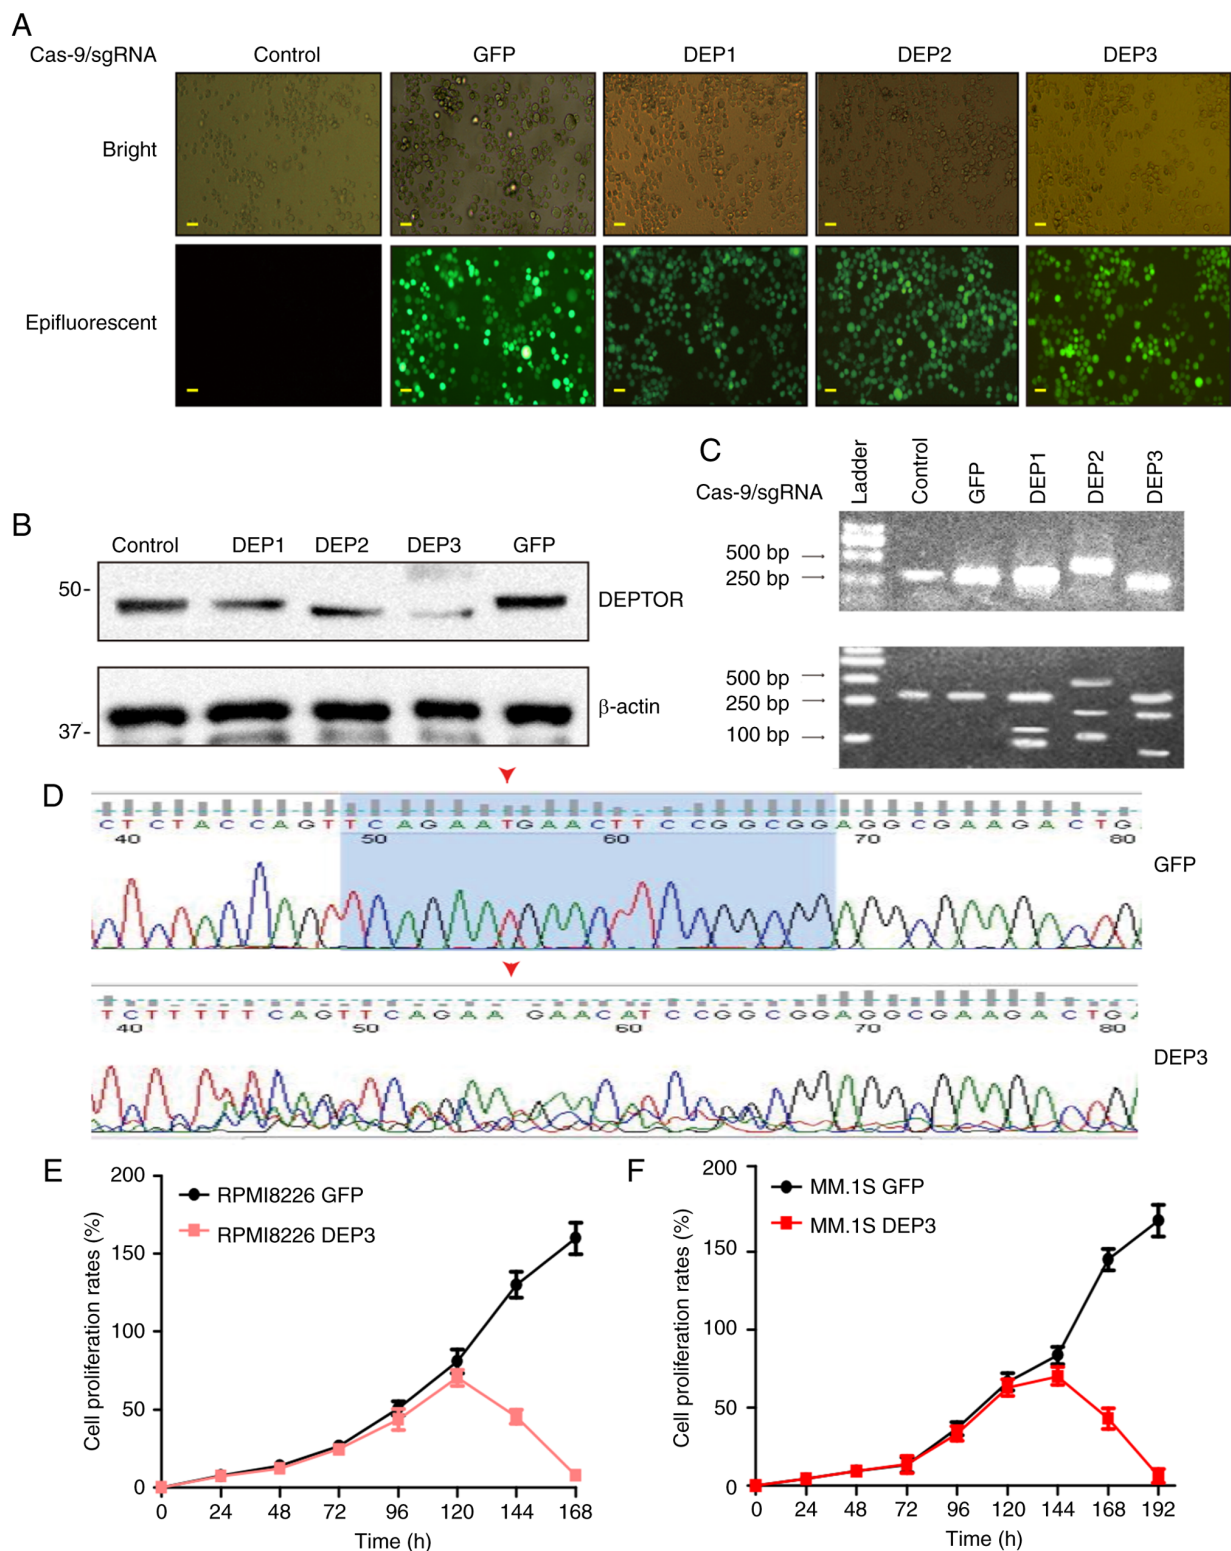 A
Cas-9/sgRNA Control GFP DEP1 DEP2 DEP3
Bright
Epifluorescent
B
Control DEP1 DEP2 DEP3 GFP
50-
DEPTOR
37-
β-actin
C
Cas-9/sgRNA Ladder Control GFP DEP1 DEP2 DEP3
500 bp
250 bp
500 bp
250 bp
100 bp
D
C T C T A C C A G T T C A G A A T G A A C T T C C G G C G G A G G C G A A G A C T G
40 50 60 70 80
GFP
T C T T T T T C A G T T C A G A A G A A C A T C C G G C G G A G G C G A A G A C T G A
40 50 60 70 80
DEP3
E
200
150
100
50
0
Cell proliferation rates (%)
RPMI8226 GFP
RPMI8226 DEP3
0 24 48 72 96 120 144 168
Time (h)
F
200
150
100
50
0
Cell proliferation rates (%)
MM.1S GFP
MM.1S DEP3
0 24 48 72 96 120 144 168 192
Time (h)